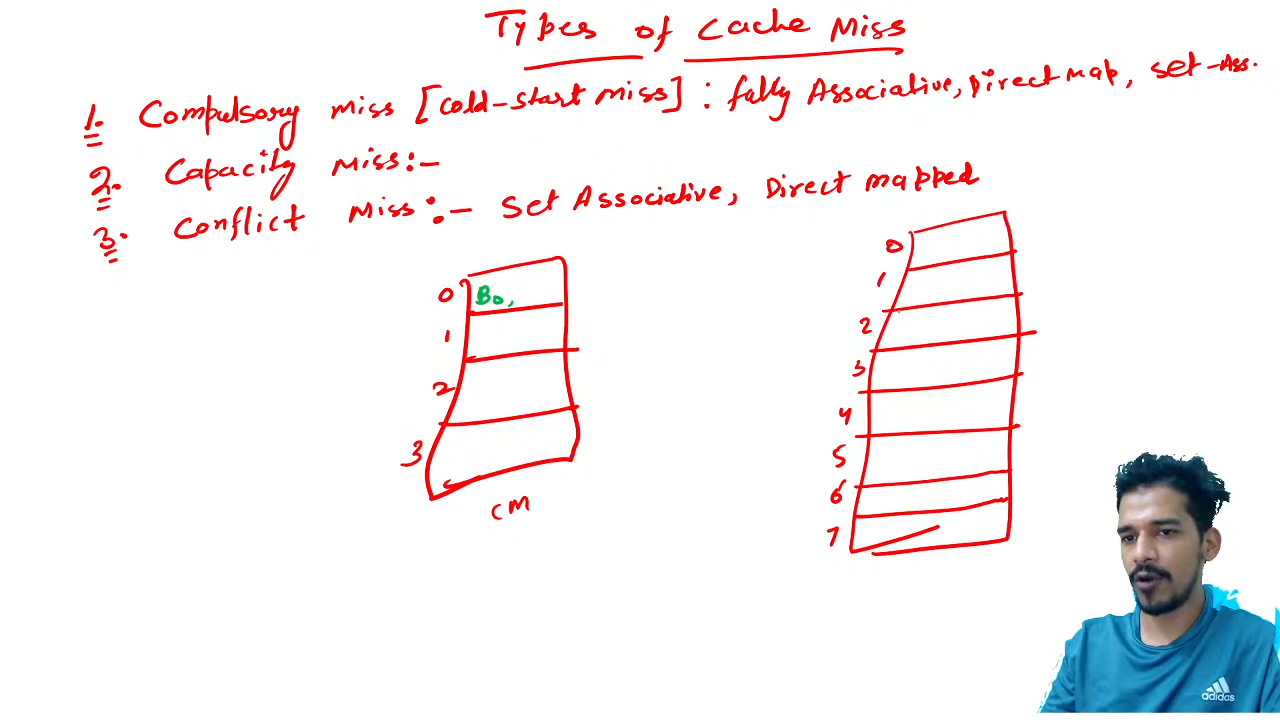 Types of Cache Miss
1. Compulsory miss [Cold-start miss] : fully Associative, Direct map, set-Ass.
2. Capacity Miss:-
3. Conflict Miss:- Set Associative, Direct mapped
0 B0,
1
2
3
CM
0
1
2
3
4
5
6
7
adidas